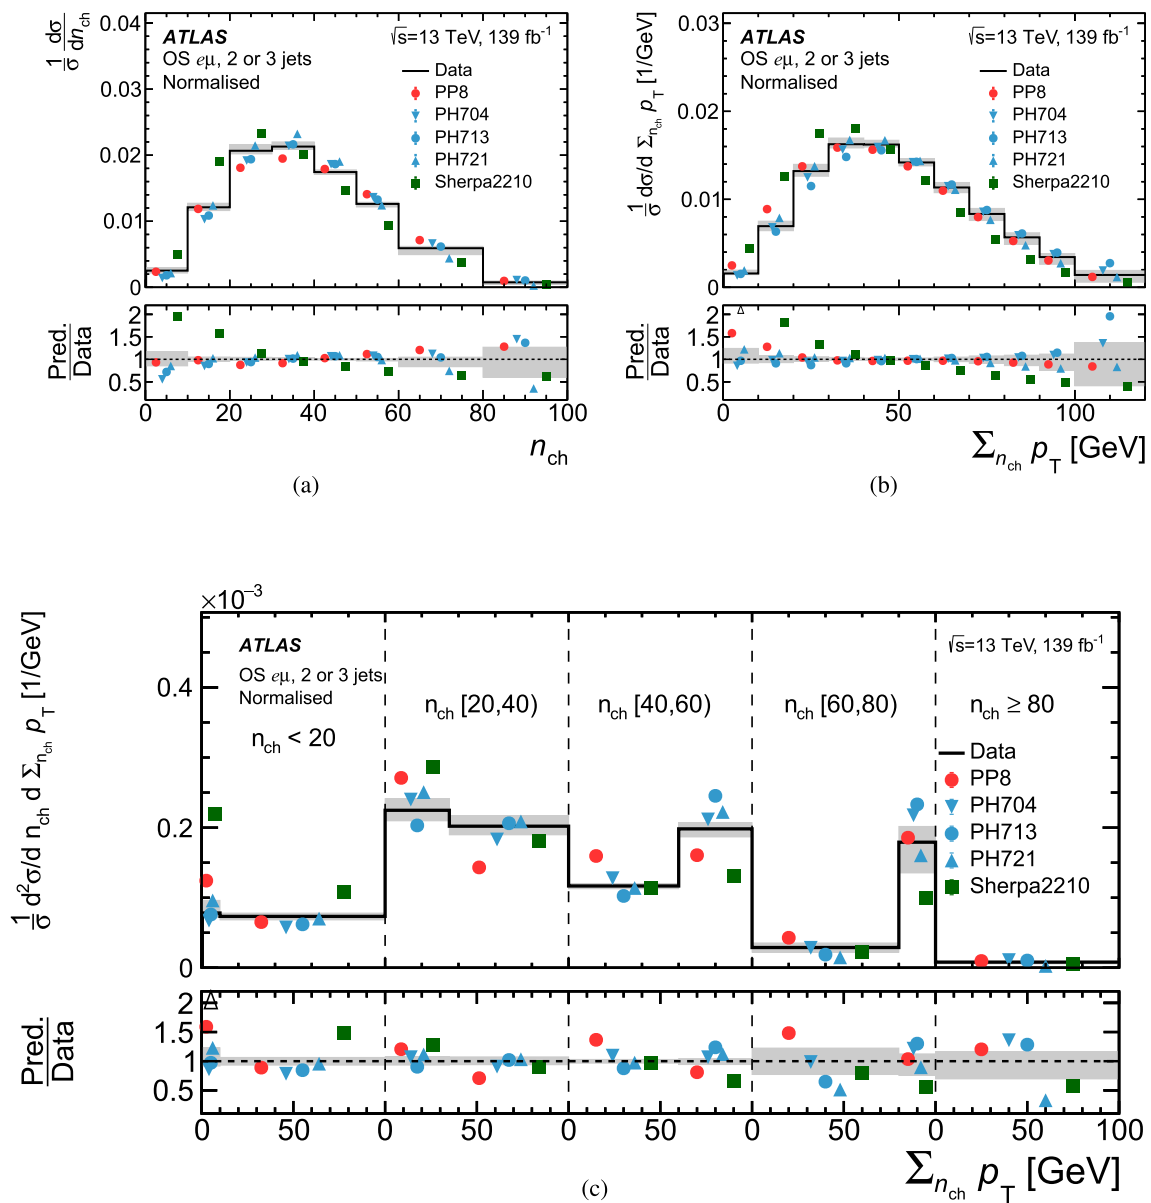 1/σ dσ/dn_ch
0.04
0.03
0.02
0.01
0
ATLAS
√s=13 TeV, 139 fb⁻¹
OS eμ, 2 or 3 jets
Normalised
Data
PP8
PH704
PH713
PH721
Sherpa2210
Pred./Data
2
1.5
1
0.5
0 20 40 60 80 100
n_ch
(a)
1/σ dσ/d Σ_n_ch p_T [1/GeV]
0.03
0.02
0.01
0
ATLAS
√s=13 TeV, 139 fb⁻¹
OS eμ, 2 or 3 jets
Normalised
Data
PP8
PH704
PH713
PH721
Sherpa2210
Pred./Data
2
1.5
1
0.5
0 50 100
Σ_n_ch p_T [GeV]
(b)
×10⁻³
1/σ d²σ/d n_ch d Σ_n_ch p_T [1/GeV]
0.4
0.2
0
ATLAS
√s=13 TeV, 139 fb⁻¹
OS eμ, 2 or 3 jets
Normalised
n_ch < 20
n_ch [20,40)
n_ch [40,60)
n_ch [60,80)
n_ch ≥ 80
Data
PP8
PH704
PH713
PH721
Sherpa2210
Pred./Data
2
1.5
1
0.5
0 50 0 50 0 50 0 50 0 50 100
Σ_n_ch p_T [GeV]
(c)